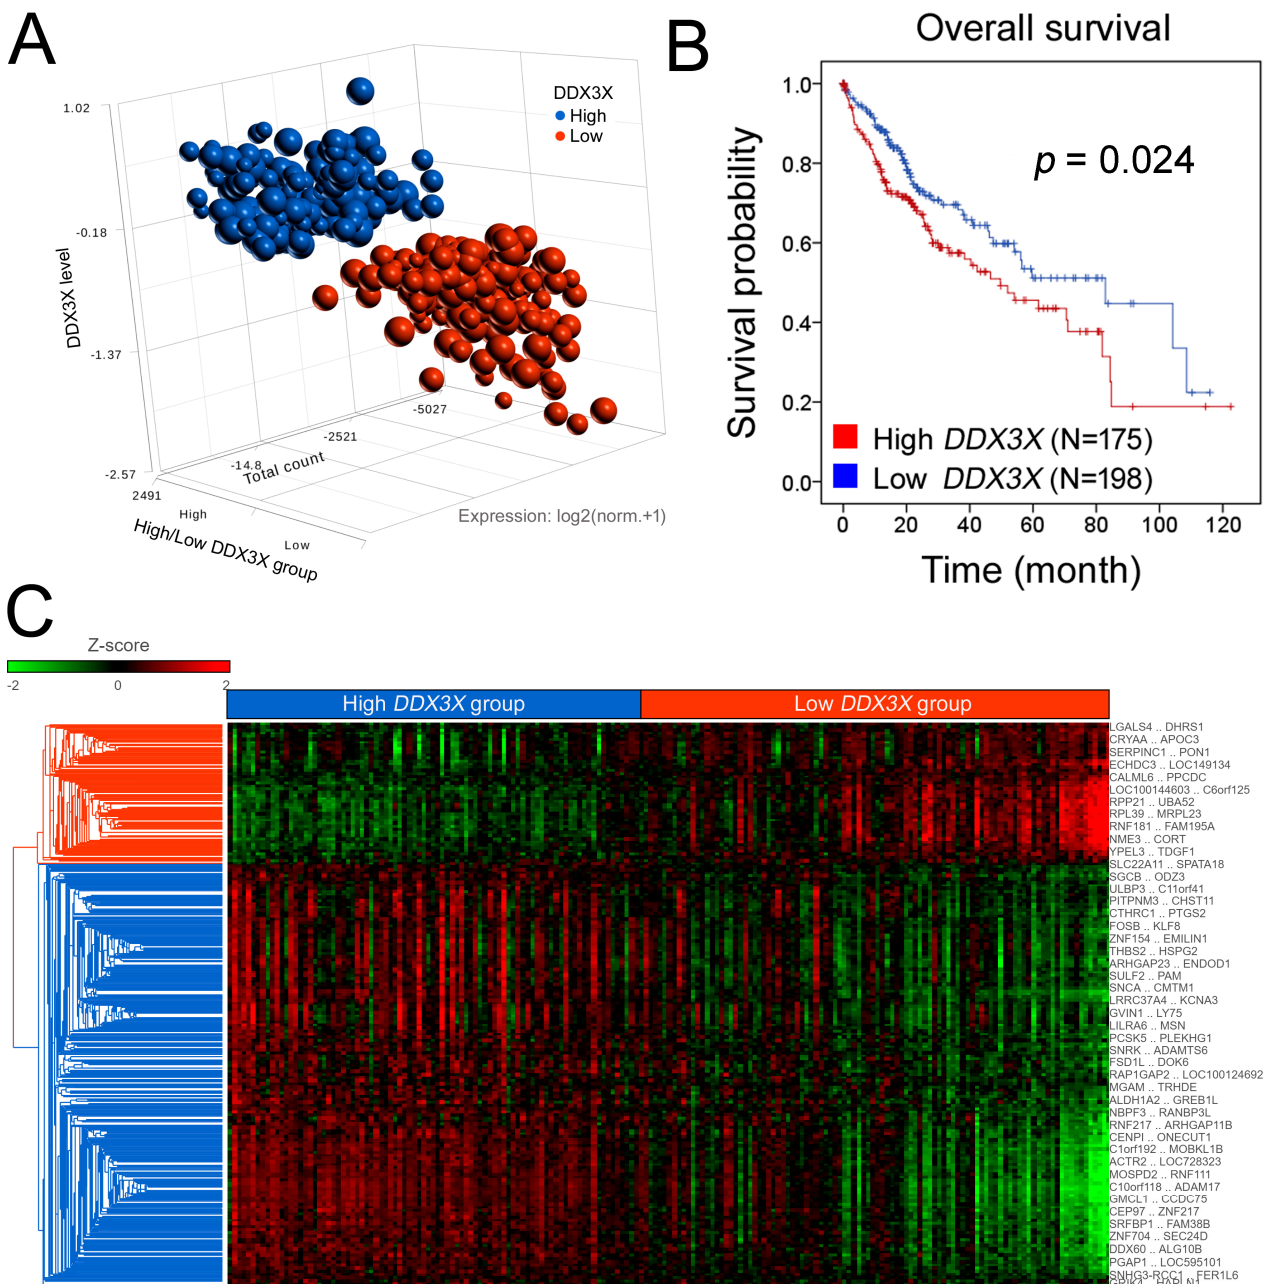 A
DDX3X
High
Low
1.02
-0.18
-1.37
-2.57
DDX3X level
2491
-14.8
-2521
-5027
Total count
High
Low
High/Low DDX3X group
Expression: log2(norm.+1)
B
Overall survival
p = 0.024
1.0
0.8
0.6
0.4
0.2
0.0
Survival probability
High DDX3X (N=175)
Low DDX3X (N=198)
0 20 40 60 80 100 120
Time (month)
C
Z-score
-2 0 2
High DDX3X group
Low DDX3X group
LGALS4 .. DHRS1
CRYAA .. APOC3
SERPINC1 .. PON1
ECHDC3 .. LOC149134
CALML6 .. PPCDC
LOC100144603 .. C6orf125
RPP21 .. UBA52
RPL39 .. MRPL23
RNF181 .. FAM195A
NME3 .. CORT
YPEL3 .. TDGF1
SLC22A11 .. SPATA18
SGCB .. ODZ3
ULBP3 .. C11orf41
PITPNM3 .. CHST11
CTHRC1 .. PTGS2
FOSB .. KLF8
ZNF154 .. EMILIN1
THBS2 .. HSPG2
ARHGAP23 .. ENDOD1
SULF2 .. PAM
SNCA .. CMTM1
LRRC37A4 .. KCNA3
GVIN1 .. LY75
LILRA6 .. MSN
PCSK5 .. PLEKHG1
SNRK .. ADAMTS6
FSD1L .. DOK6
RAP1GAP2 .. LOC100124692
MGAM .. TRHDE
ALDH1A2 .. GREB1L
NBPF3 .. RANBP3L
RNF217 .. ARHGAP11B
CENPI .. ONECUT1
C1orf192 .. MOBKL1B
ACTR2 .. LOC728323
MOSPD2 .. RNF111
C10orf118 .. ADAM17
GMCL1 .. CCDC75
CEP97 .. ZNF217
SRFBP1 .. FAM38B
ZNF704 .. SEC24D
DDX60 .. ALG10B
PGAP1 .. LOC595101
SNHG3-RCC1 .. FER1L6